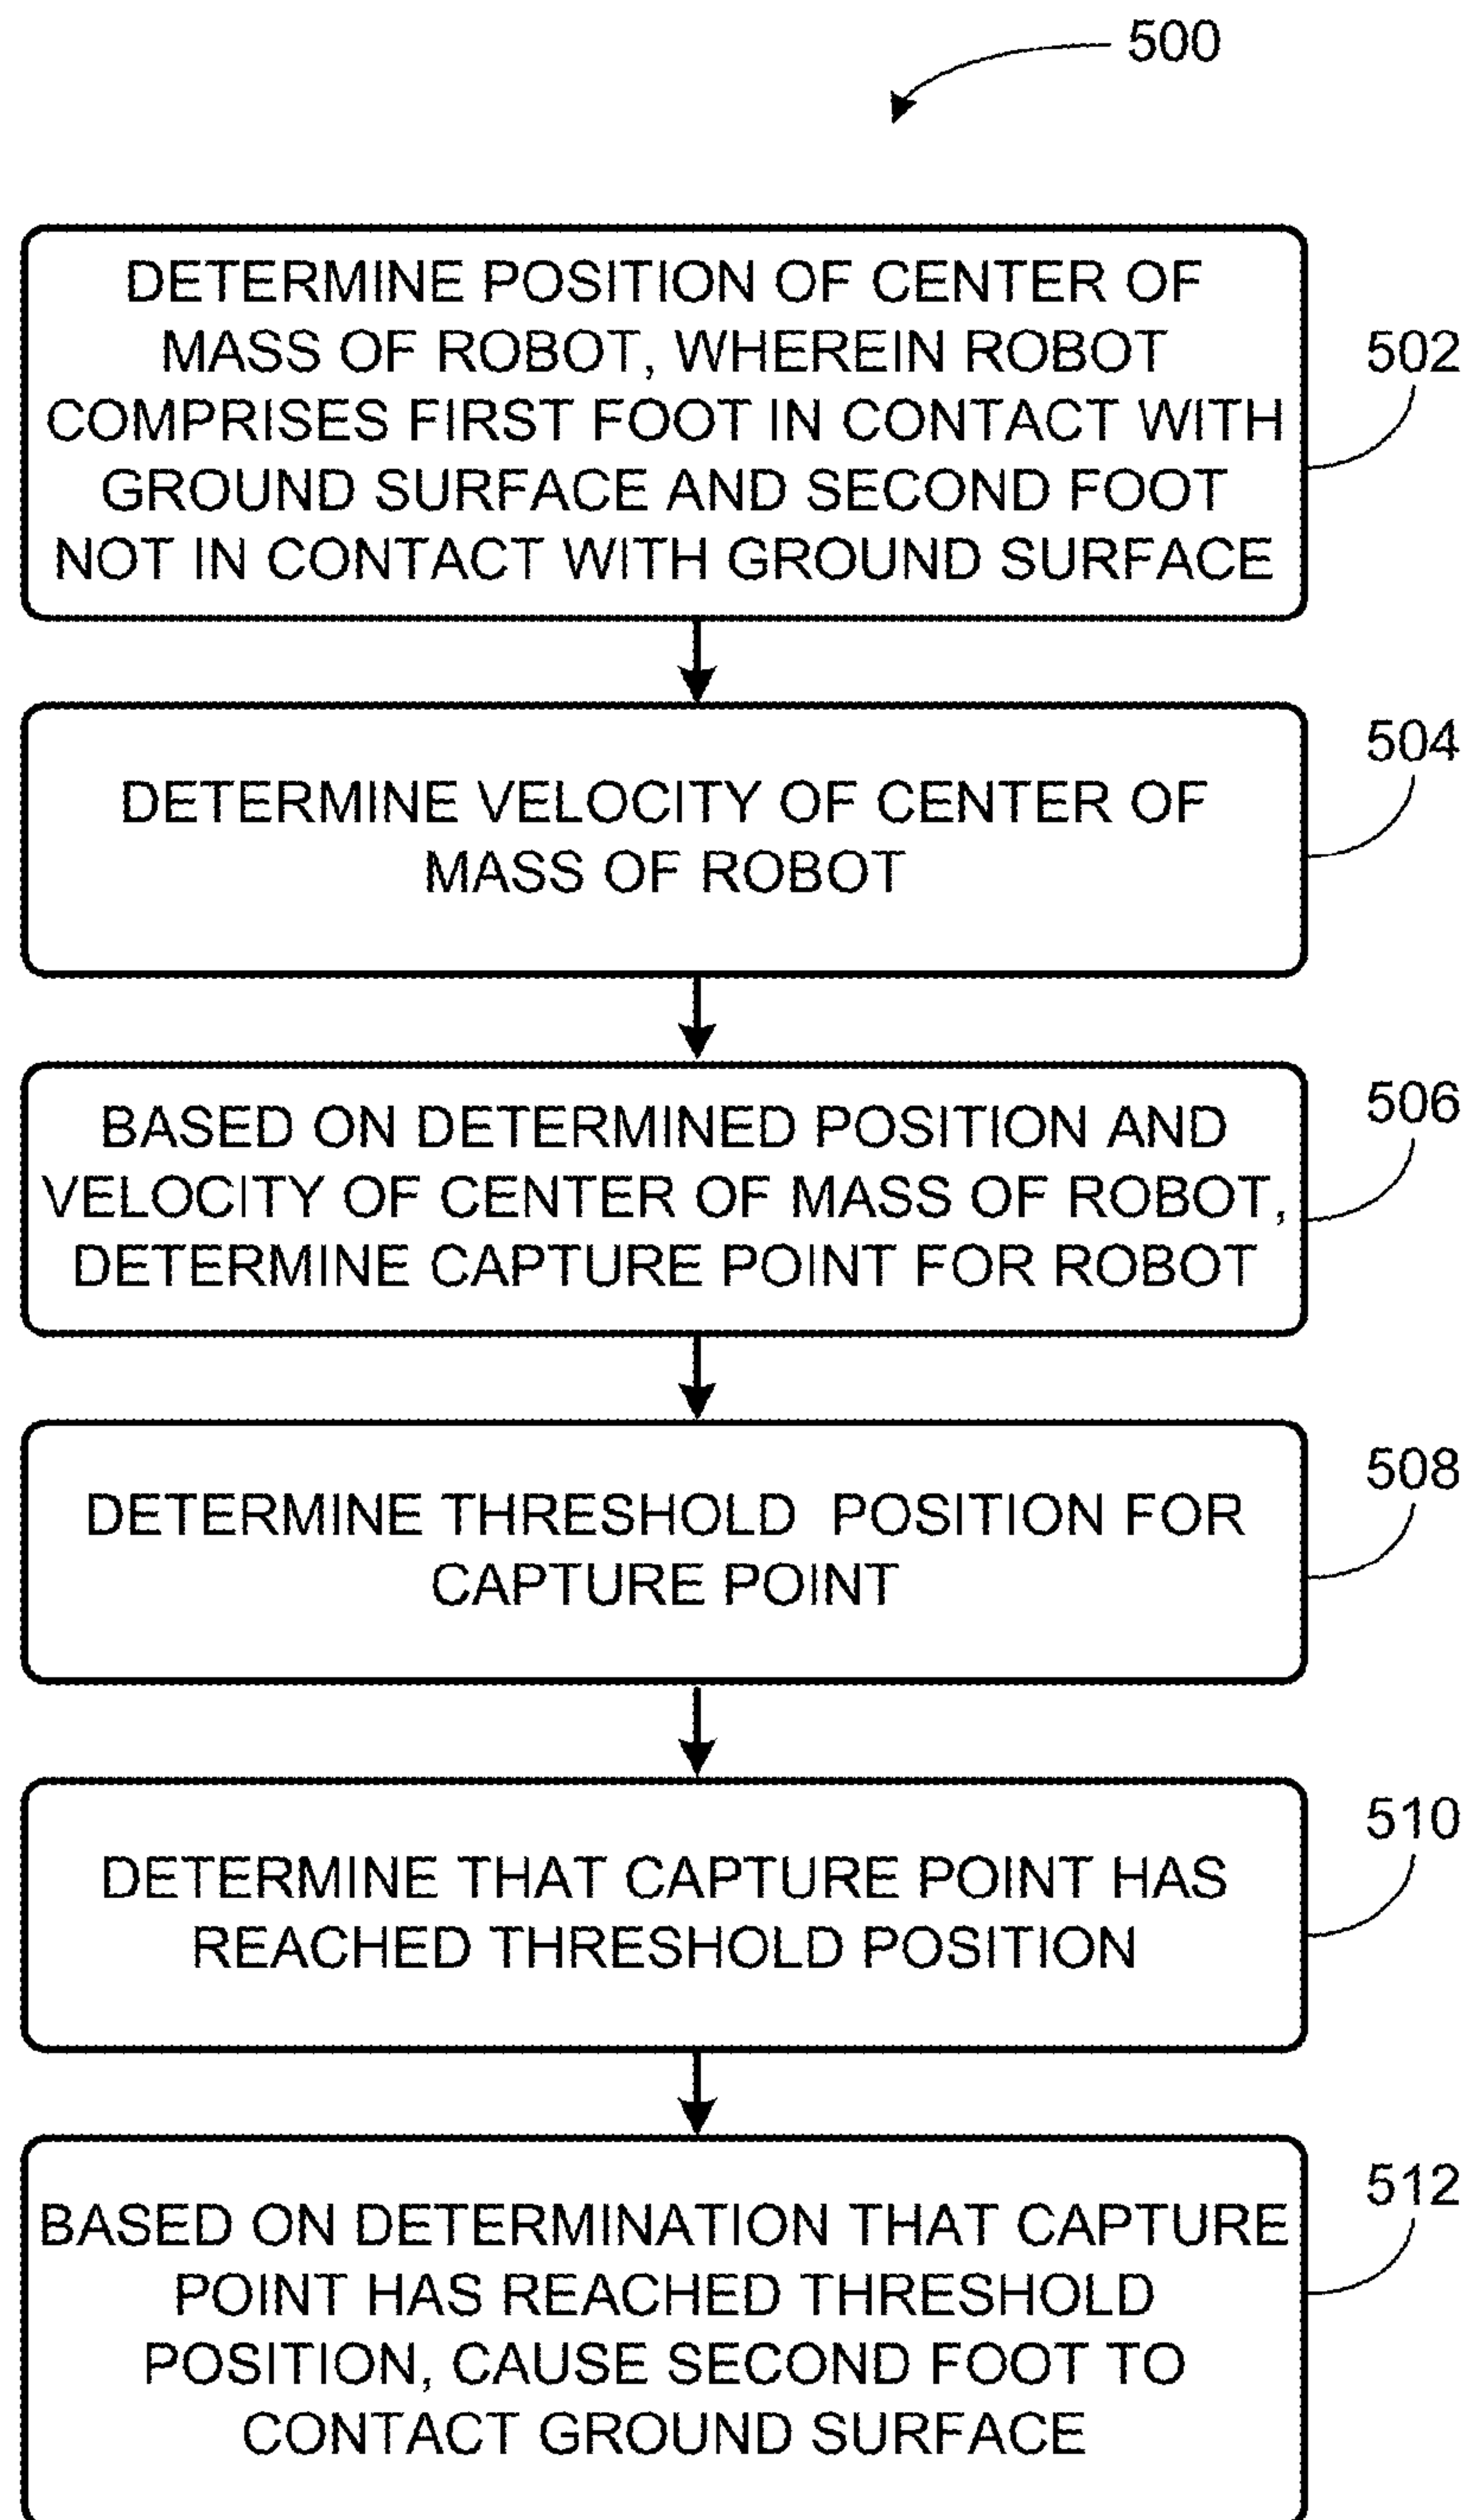 500
DETERMINE POSITION OF CENTER OF
MASS OF ROBOT, WHEREIN ROBOT
COMPRISES FIRST FOOT IN CONTACT WITH
GROUND SURFACE AND SECOND FOOT
NOT IN CONTACT WITH GROUND SURFACE
502
DETERMINE VELOCITY OF CENTER OF
MASS OF ROBOT
504
BASED ON DETERMINED POSITION AND
VELOCITY OF CENTER OF MASS OF ROBOT,
DETERMINE CAPTURE POINT FOR ROBOT
506
DETERMINE THRESHOLD POSITION FOR
CAPTURE POINT
508
DETERMINE THAT CAPTURE POINT HAS
REACHED THRESHOLD POSITION
510
BASED ON DETERMINATION THAT CAPTURE
POINT HAS REACHED THRESHOLD
POSITION, CAUSE SECOND FOOT TO
CONTACT GROUND SURFACE
512